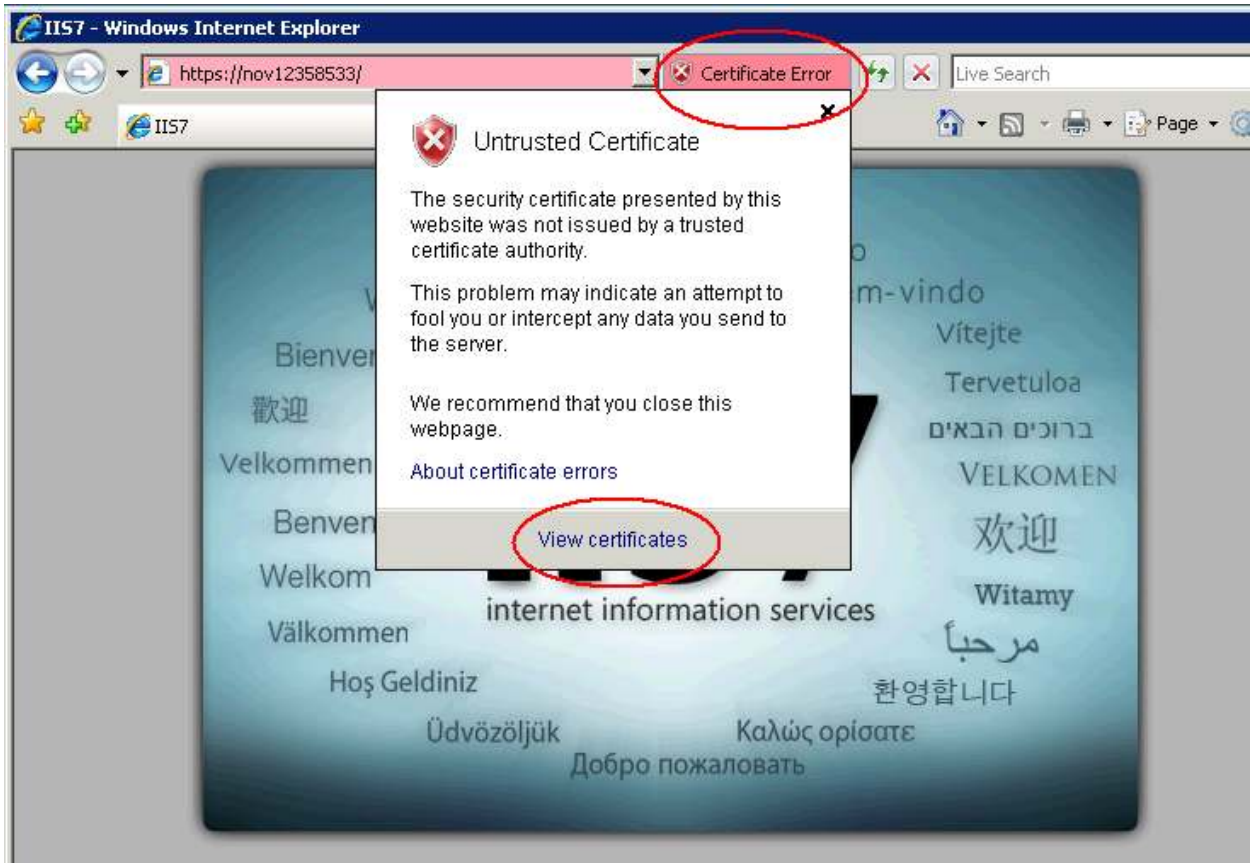 IIS7 - Windows Internet Explorer
https://nov12358533/
Certificate Error
Live Search
IIS7
Page
Untrusted Certificate
The security certificate presented by this
website was not issued by a trusted
certificate authority.
This problem may indicate an attempt to
fool you or intercept any data you send to
the server.
We recommend that you close this
webpage.
About certificate errors
View certificates
m-vindo
Vítejte
Bienve
Tervetuloa
歡迎
ברוכים הבאים
Velkommen
VELKOMEN
Benven
欢迎
Welkom
Witamy
internet information services
Välkommen
مرحباً
Hoş Geldiniz
환영합니다
Üdvözöljük
Καλώς ορίσατε
Добро пожаловать